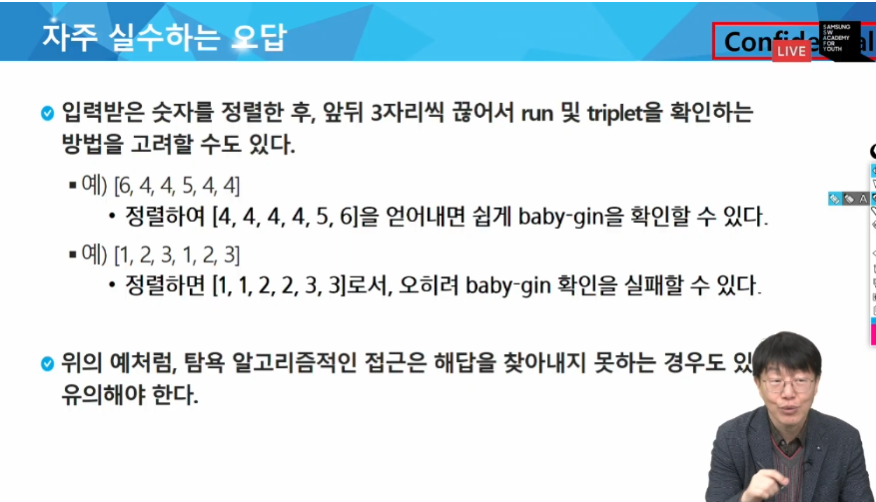 자주 실수하는 오답
LIVE
SAMSUNG
SW
ACADEMY
FOR
YOUTH
입력받은 숫자를 정렬한 후, 앞뒤 3자리씩 끊어서 run 및 triplet을 확인하는
방법을 고려할 수도 있다.
예) [6, 4, 4, 5, 4, 4]
정렬하여 [4, 4, 4, 4, 5, 6]을 얻어내면 쉽게 baby-gin을 확인할 수 있다.
예) [1, 2, 3, 1, 2, 3]
정렬하면 [1, 1, 2, 2, 3, 3]로서, 오히려 baby-gin 확인을 실패할 수 있다.
위의 예처럼, 탐욕 알고리즘적인 접근은 해답을 찾아내지 못하는 경우도
유의해야 한다.